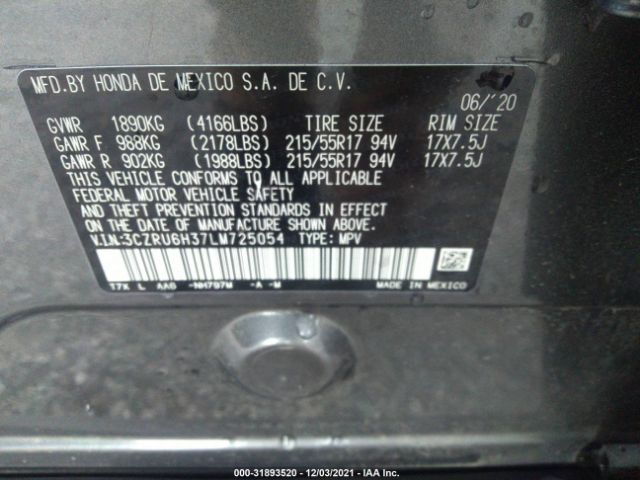 MFD. BY HONDA DE MEXICO S.A. DE C.V.
06/'20
GVWR 1890KG (4166LBS) TIRE SIZE RIM SIZE
GAWR F 988KG (2178LBS) 215/55R17 94V 17X7.5J
GAWR R 902KG (1988LBS) 215/55R17 94V 17X7.5J
THIS VEHICLE CONFORMS TO ALL APPLICABLE
FEDERAL MOTOR VEHICLE SAFETY
AND THEFT PREVENTION STANDARDS IN EFFECT
ON THE DATE OF MANUFACTURE SHOWN ABOVE.
V.I.N:3CZRU6H37LM725054 TYPE: MPV
T7X L AA6 -NH797M -A -M MADE IN MEXICO
000-31893520 - 12/03/2021 - IAA Inc.